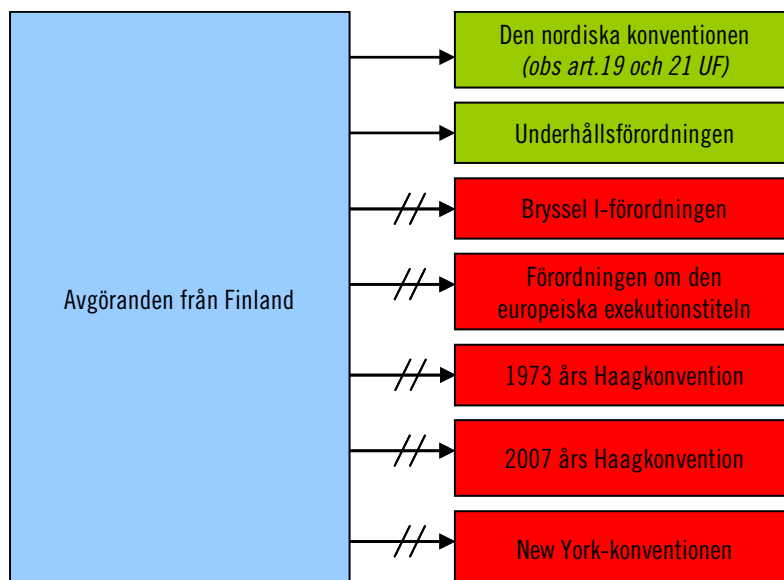 Avgöranden från Finland
Den nordiska konventionen
(obs art.19 och 21 UF)
Underhållsförordningen
Bryssel I-förordningen
Förordningen om den
europeiska exekutionstiteln
1973 års Haagkonvention
2007 års Haagkonvention
New York-konventionen